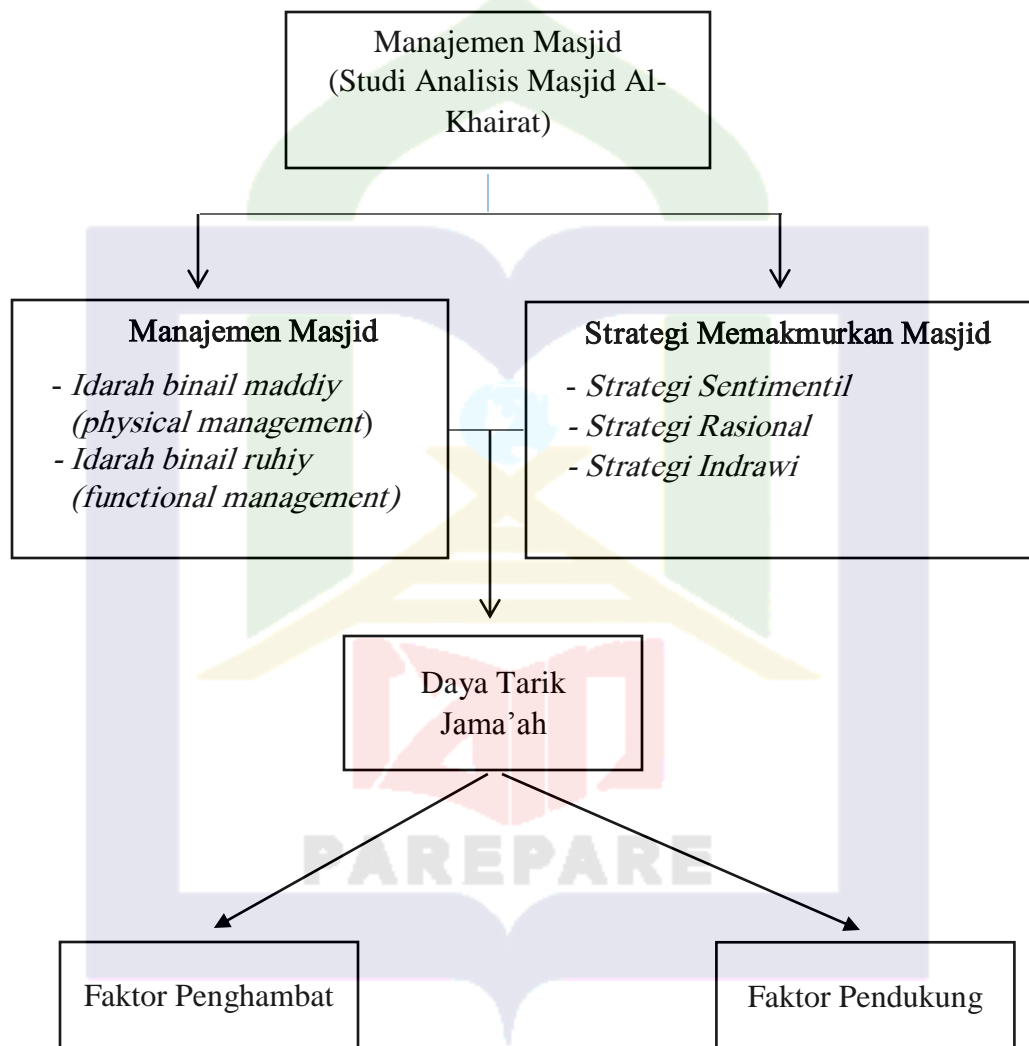 Manajemen Masjid
(Studi Analisis Masjid Al-
Khairat)
Manajemen Masjid
- Idarah binail maddiy
(physical management)
- Idarah binail ruhiy
(functional management)
Strategi Memakmurkan Masjid
- Strategi Sentimentil
- Strategi Rasional
- Strategi Indrawi
Daya Tarik
Jama’ah
IAIN
PAREPARE
Faktor Penghambat
Faktor Pendukung